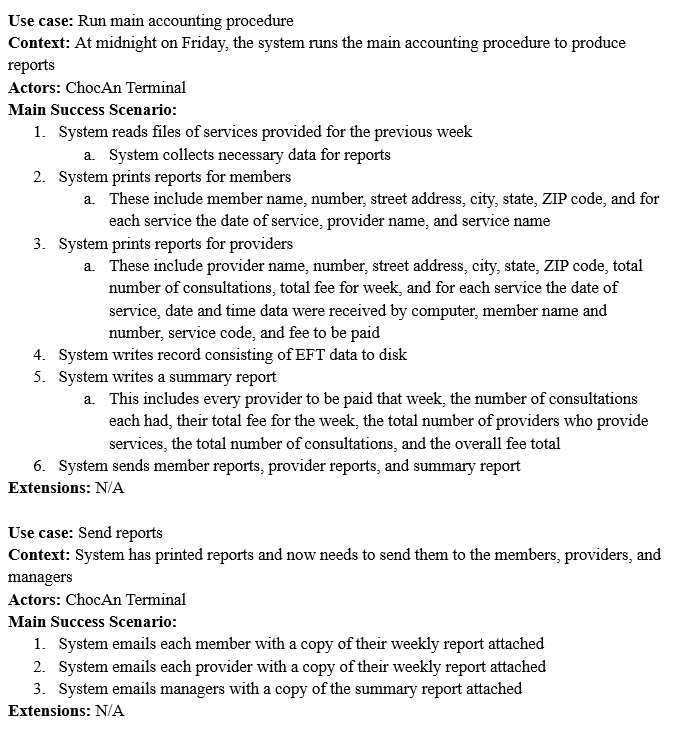 Use case: Run main accounting procedure
Context: At midnight on Friday, the system runs the main accounting procedure to produce
reports
Actors: ChocAn Terminal
Main Success Scenario:
1. System reads files of services provided for the previous week
a. System collects necessary data for reports
2. System prints reports for members
a. These include member name, number, street address, city, state, ZIP code, and for
each service the date of service, provider name, and service name
3. System prints reports for providers
a. These include provider name, number, street address, city, state, ZIP code, total
number of consultations, total fee for week, and for each service the date of
service, date and time data were received by computer, member name and
number, service code, and fee to be paid
4. System writes record consisting of EFT data to disk
5. System writes a summary report
a. This includes every provider to be paid that week, the number of consultations
each had, their total fee for the week, the total number of providers who provide
services, the total number of consultations, and the overall fee total
6. System sends member reports, provider reports, and summary report
Extensions: N/A
Use case: Send reports
Context: System has printed reports and now needs to send them to the members, providers, and
managers
Actors: ChocAn Terminal
Main Success Scenario:
1. System emails each member with a copy of their weekly report attached
2. System emails each provider with a copy of their weekly report attached
3. System emails managers with a copy of the summary report attached
Extensions: N/A